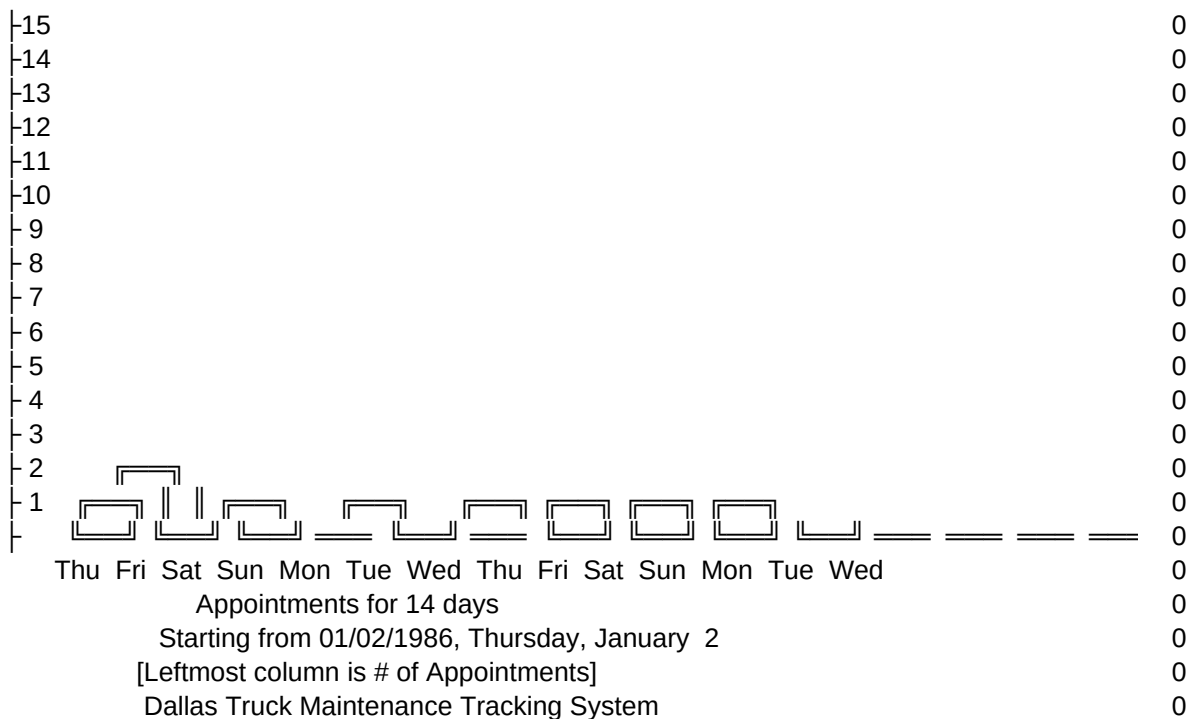 ├15 0
├14 0
├13 0
├12 0
├11 0
├10 0
├ 9 0
├ 8 0
├ 7 0
├ 6 0
├ 5 0
├ 4 0
├ 3 0
├ 2 ╔══╗ 0
├ 1 ╔══╗ ║ ║ ╔══╗ ╔══╗ ╔══╗ ╔══╗ ╔══╗ ╔══╗ 0
├ ╚══╝ ╚══╝ ╚══╝ ═══ ╚══╝ ═══ ╚══╝ ╚══╝ ╚══╝ ╚══╝ ═══ ═══ ═══ ═══ 0
Thu Fri Sat Sun Mon Tue Wed Thu Fri Sat Sun Mon Tue Wed 0
Appointments for 14 days 0
Starting from 01/02/1986, Thursday, January 2 0
[Leftmost column is # of Appointments] 0
Dallas Truck Maintenance Tracking System 0